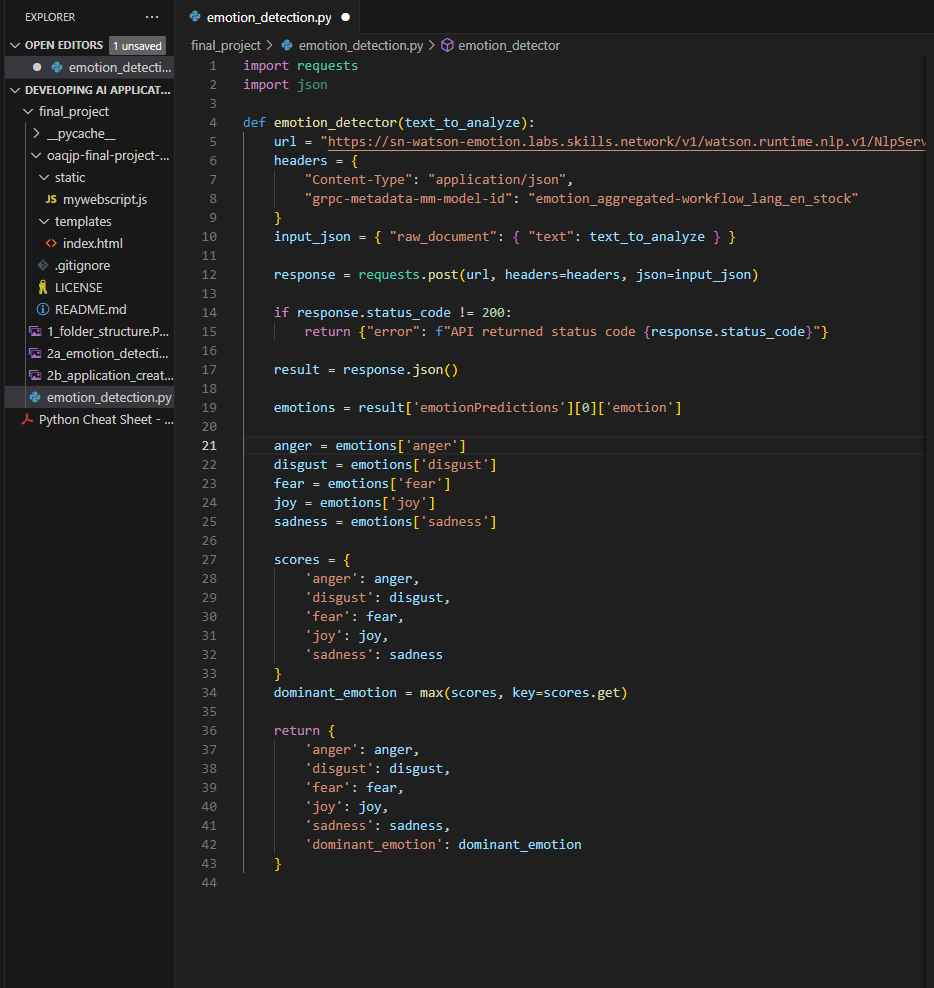 EXPLORER ...
OPEN EDITORS 1 unsaved
emotion_detecti...
DEVELOPING AI APPLICAT...
final_project
__pycache__
oaqjp-final-project-...
static
JS mywebscript.js
templates
<> index.html
.gitignore
LICENSE
README.md
1_folder_structure.P...
2a_emotion_detecti...
2b_application_creat...
emotion_detection.py
Python Cheat Sheet - ...
emotion_detection.py ●
final_project > emotion_detection.py > emotion_detector
1 import requests
2 import json
3
4 def emotion_detector(text_to_analyze):
5     url = "https://sn-watson-emotion.labs.skills.network/v1/watson.runtime.nlp.v1/NlpServ
6     headers = {
7         "Content-Type": "application/json",
8         "grpc-metadata-mm-model-id": "emotion_aggregated-workflow_lang_en_stock"
9     }
10     input_json = { "raw_document": { "text": text_to_analyze } }
11
12     response = requests.post(url, headers=headers, json=input_json)
13
14     if response.status_code != 200:
15         return {"error": f"API returned status code {response.status_code}"}
16
17     result = response.json()
18
19     emotions = result['emotionPredictions'][0]['emotion']
20
21     anger = emotions['anger']
22     disgust = emotions['disgust']
23     fear = emotions['fear']
24     joy = emotions['joy']
25     sadness = emotions['sadness']
26
27     scores = {
28         'anger': anger,
29         'disgust': disgust,
30         'fear': fear,
31         'joy': joy,
32         'sadness': sadness
33     }
34     dominant_emotion = max(scores, key=scores.get)
35
36     return {
37         'anger': anger,
38         'disgust': disgust,
39         'fear': fear,
40         'joy': joy,
41         'sadness': sadness,
42         'dominant_emotion': dominant_emotion
43     }
44